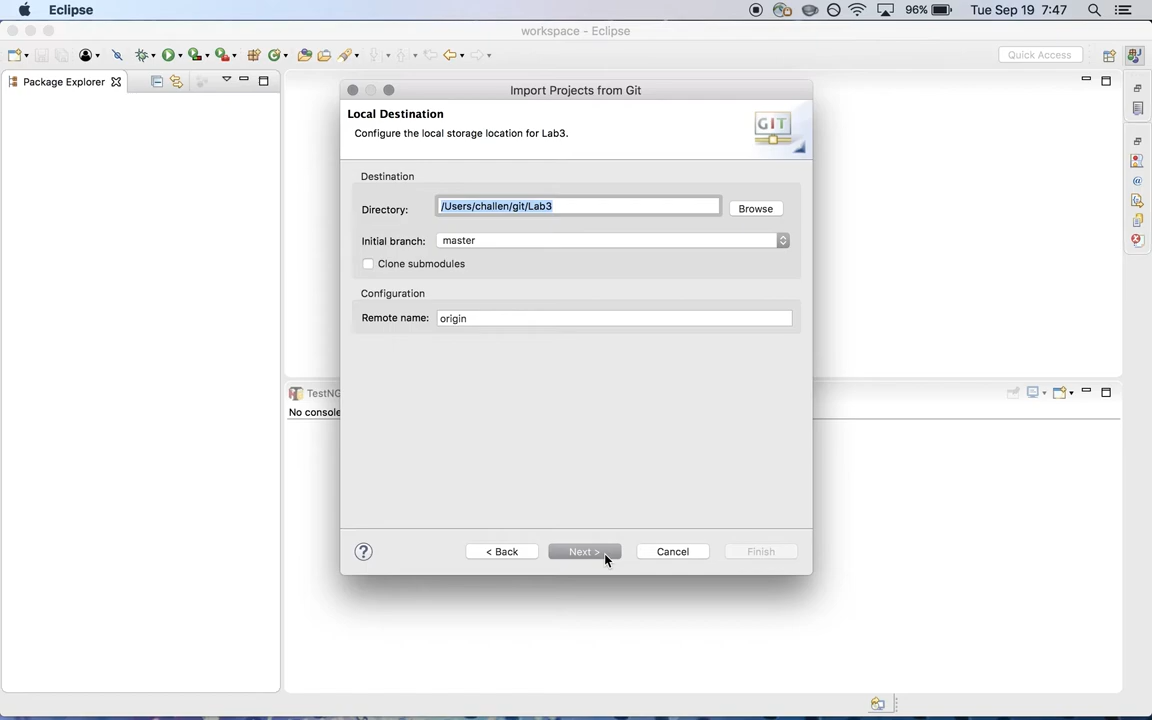 Eclipse
96%
Tue Sep 19 7:47
workspace - Eclipse
Quick Access
Package Explorer
Import Projects from Git
Local Destination
Configure the local storage location for Lab3.
GIT
Destination
Directory:
/Users/challen/git/Lab3
Browse
Initial branch:
master
Clone submodules
Configuration
Remote name:
origin
TestNG
No console
?
< Back
Next >
Cancel
Finish